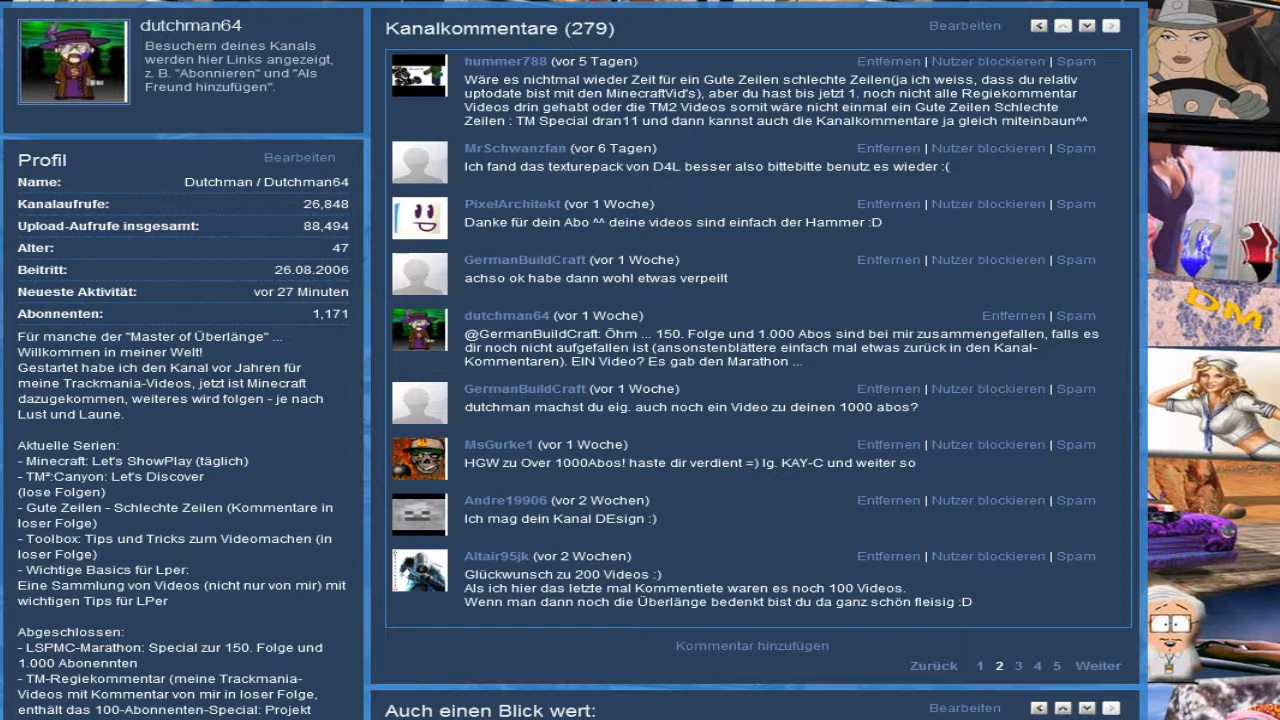 dutchman64
Besuchern deines Kanals
werden hier Links angezeigt,
z. B. "Abonnieren" und "Als
Freund hinzufügen".
Profil
Bearbeiten
Name: Dutchman / Dutchman64
Kanalaufrufe: 26,848
Upload-Aufrufe insgesamt: 88,494
Alter: 47
Beitritt: 26.08.2006
Neueste Aktivität: vor 27 Minuten
Abonnenten: 1,171
Für manche der "Master of Überlänge" ...
Willkommen in meiner Welt!
Gestartet habe ich den Kanal vor Jahren für
meine Trackmania-Videos, jetzt ist Minecraft
dazugekommen, weiteres wird folgen - je nach
Lust und Laune.
Aktuelle Serien:
- Minecraft: Let's ShowPlay (täglich)
- TM²:Canyon: Let's Discover
(lose Folgen)
- Gute Zeilen - Schlechte Zeilen (Kommentare in
loser Folge)
- Toolbox: Tips und Tricks zum Videomachen (in
loser Folge)
- Wichtige Basics für Lper:
Eine Sammlung von Videos (nicht nur von mir) mit
wichtigen Tips für LPer
Abgeschlossen:
- LSPMC-Marathon: Special zur 150. Folge und
1.000 Abonennten
- TM-Regiekommentar (meine Trackmania-
Videos mit Kommentar von mir in loser Folge,
enthält das 100-Abonnenten-Special: Projekt
Kanalkommentare (279)
Bearbeiten
hummer788 (vor 5 Tagen) Entfernen | Nutzer blockieren | Spam
Wäre es nichtmal wieder Zeit für ein Gute Zeilen schlechte Zeilen(ja ich weiss, dass du relativ
uptodate bist mit den MinecraftVid's), aber du hast bis jetzt 1. noch nicht alle Regiekommentar
Videos drin gehabt oder die TM2 Videos somit wäre nicht einmal ein Gute Zeilen Schlechte
Zeilen : TM Special dran11 und dann kannst auch die Kanalkommentare ja gleich miteinbaun^^
MrSchwanzfan (vor 6 Tagen) Entfernen | Nutzer blockieren | Spam
Ich fand das texturepack von D4L besser also bittebitte benutz es wieder :(
PixelArchitekt (vor 1 Woche) Entfernen | Nutzer blockieren | Spam
Danke für dein Abo ^^ deine videos sind einfach der Hammer :D
GermanBuildCraft (vor 1 Woche) Entfernen | Nutzer blockieren | Spam
achso ok habe dann wohl etwas verpeilt
dutchman64 (vor 1 Woche) Entfernen | Spam
@GermanBuildCraft: Öhm ... 150. Folge und 1.000 Abos sind bei mir zusammengefallen, falls es
dir noch nicht aufgefallen ist (ansonstenblättere einfach mal etwas zurück in den Kanal-
Kommentaren). EIN Video? Es gab den Marathon ...
GermanBuildCraft (vor 1 Woche) Entfernen | Nutzer blockieren | Spam
dutchman machst du eig. auch noch ein Video zu deinen 1000 abos?
MsGurke1 (vor 1 Woche) Entfernen | Nutzer blockieren | Spam
HGW zu Over 1000Abos! haste dir verdient =) lg. KAY-C und weiter so
Andre19906 (vor 2 Wochen) Entfernen | Nutzer blockieren | Spam
Ich mag dein Kanal DEsign :)
Altair95jk (vor 2 Wochen) Entfernen | Nutzer blockieren | Spam
Glückwunsch zu 200 Videos :)
Als ich hier das letzte mal Kommentiete waren es noch 100 Videos.
Wenn man dann noch die Überlänge bedenkt bist du da ganz schön fleisig :D
Kommentar hinzufügen
Zurück 1 2 3 4 5 Weiter
Auch einen Blick wert:
Bearbeiten
DM